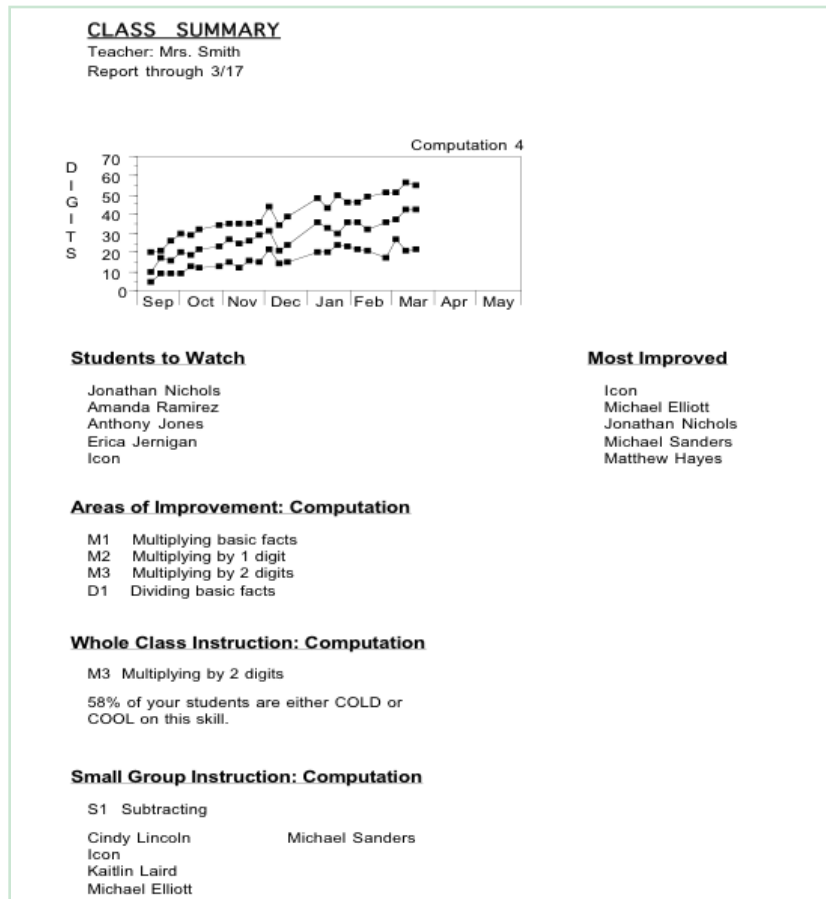 CLASS SUMMARY
Teacher: Mrs. Smith
Report through 3/17
Computation 4
DIGITS
70
60
50
40
30
20
10
0
Sep Oct Nov Dec Jan Feb Mar Apr May
Students to Watch
Jonathan Nichols
Amanda Ramirez
Anthony Jones
Erica Jernigan
Icon
Most Improved
Icon
Michael Elliott
Jonathan Nichols
Michael Sanders
Matthew Hayes
Areas of Improvement: Computation
M1 Multiplying basic facts
M2 Multiplying by 1 digit
M3 Multiplying by 2 digits
D1 Dividing basic facts
Whole Class Instruction: Computation
M3 Multiplying by 2 digits
58% of your students are either COLD or
COOL on this skill.
Small Group Instruction: Computation
S1 Subtracting
Cindy Lincoln Michael Sanders
Icon
Kaitlin Laird
Michael Elliott